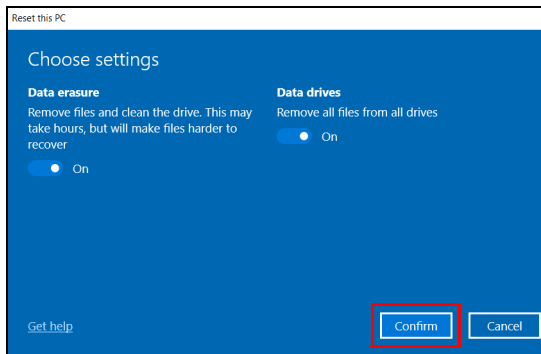 Reset this PC
Choose settings
Data erasure
Remove files and clean the drive. This may
take hours, but will make files harder to
recover
On
Data drives
Remove all files from all drives
On
Get help
Confirm
Cancel